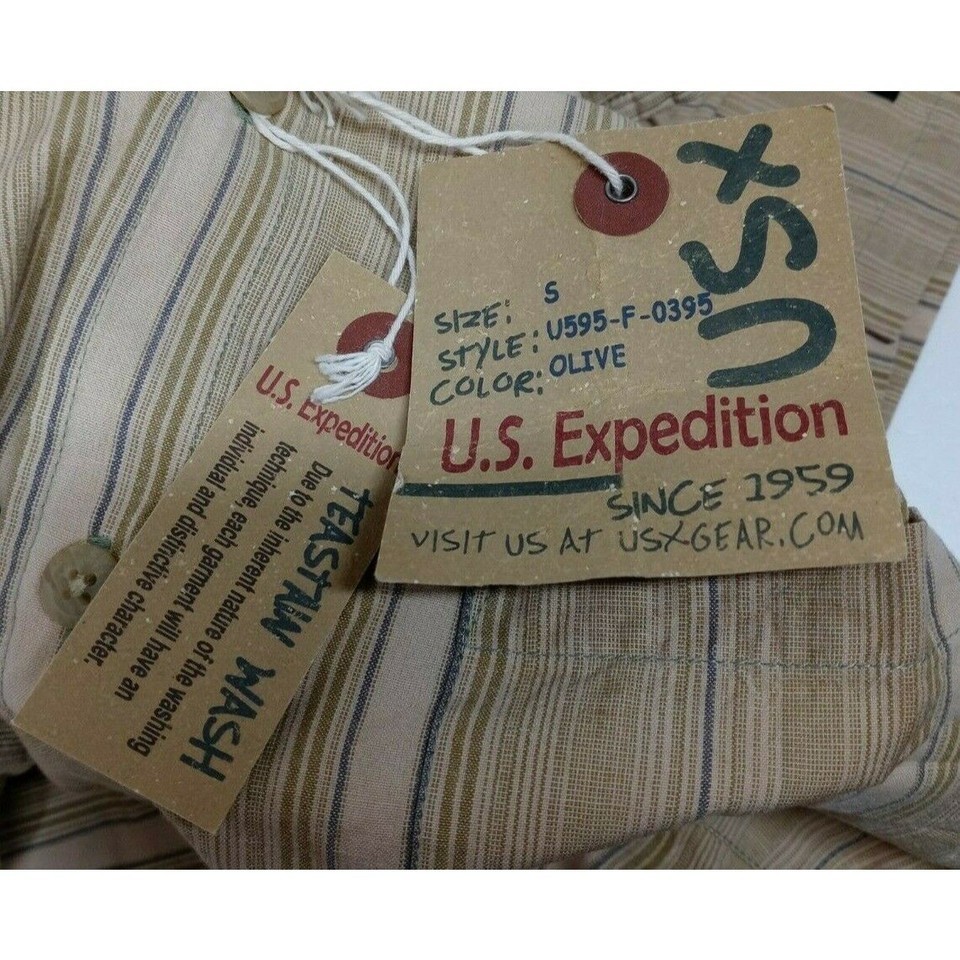 USX
SIZE: S
STYLE: U595-F-0395
COLOR: OLIVE
U.S. Expedition
SINCE 1959
VISIT US AT USXGEAR.COM
U.S. Expedition
TEASTAIN WASH
Due to the inherent nature of the washing
technique, each garment will have an
individual and distinctive character.